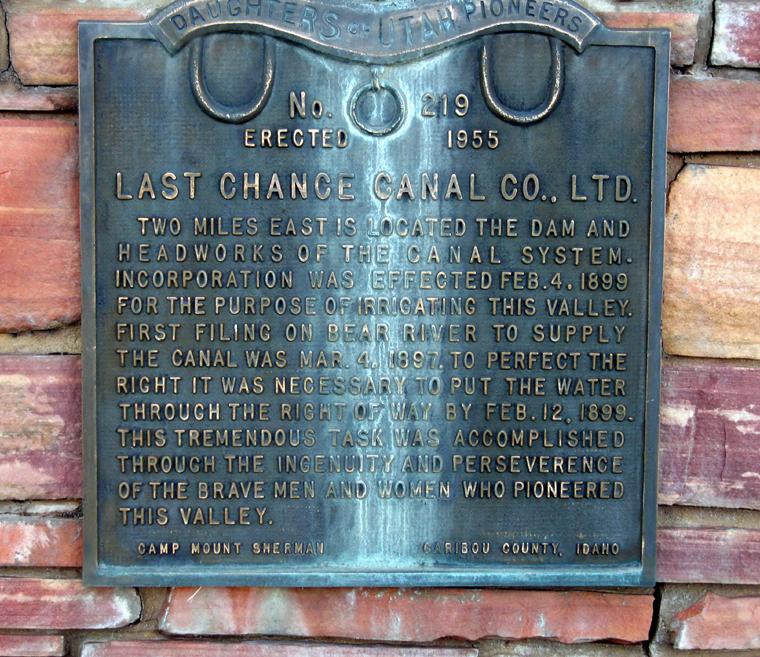 DAUGHTERS OF UTAH PIONEERS
No. 219
ERECTED 1955
LAST CHANCE CANAL CO., LTD.
TWO MILES EAST IS LOCATED THE DAM AND
HEADWORKS OF THE CANAL SYSTEM.
INCORPORATION WAS EFFECTED FEB. 4, 1899
FOR THE PURPOSE OF IRRIGATING THIS VALLEY.
FIRST FILING ON BEAR RIVER TO SUPPLY
THE CANAL WAS MAR. 4, 1897. TO PERFECT THE
RIGHT IT WAS NECESSARY TO PUT THE WATER
THROUGH THE RIGHT OF WAY BY FEB. 12, 1899.
THIS TREMENDOUS TASK WAS ACCOMPLISHED
THROUGH THE INGENUITY AND PERSEVERENCE
OF THE BRAVE MEN AND WOMEN WHO PIONEERED
THIS VALLEY.
CAMP MOUNT SHERMAN CARIBOU COUNTY, IDAHO